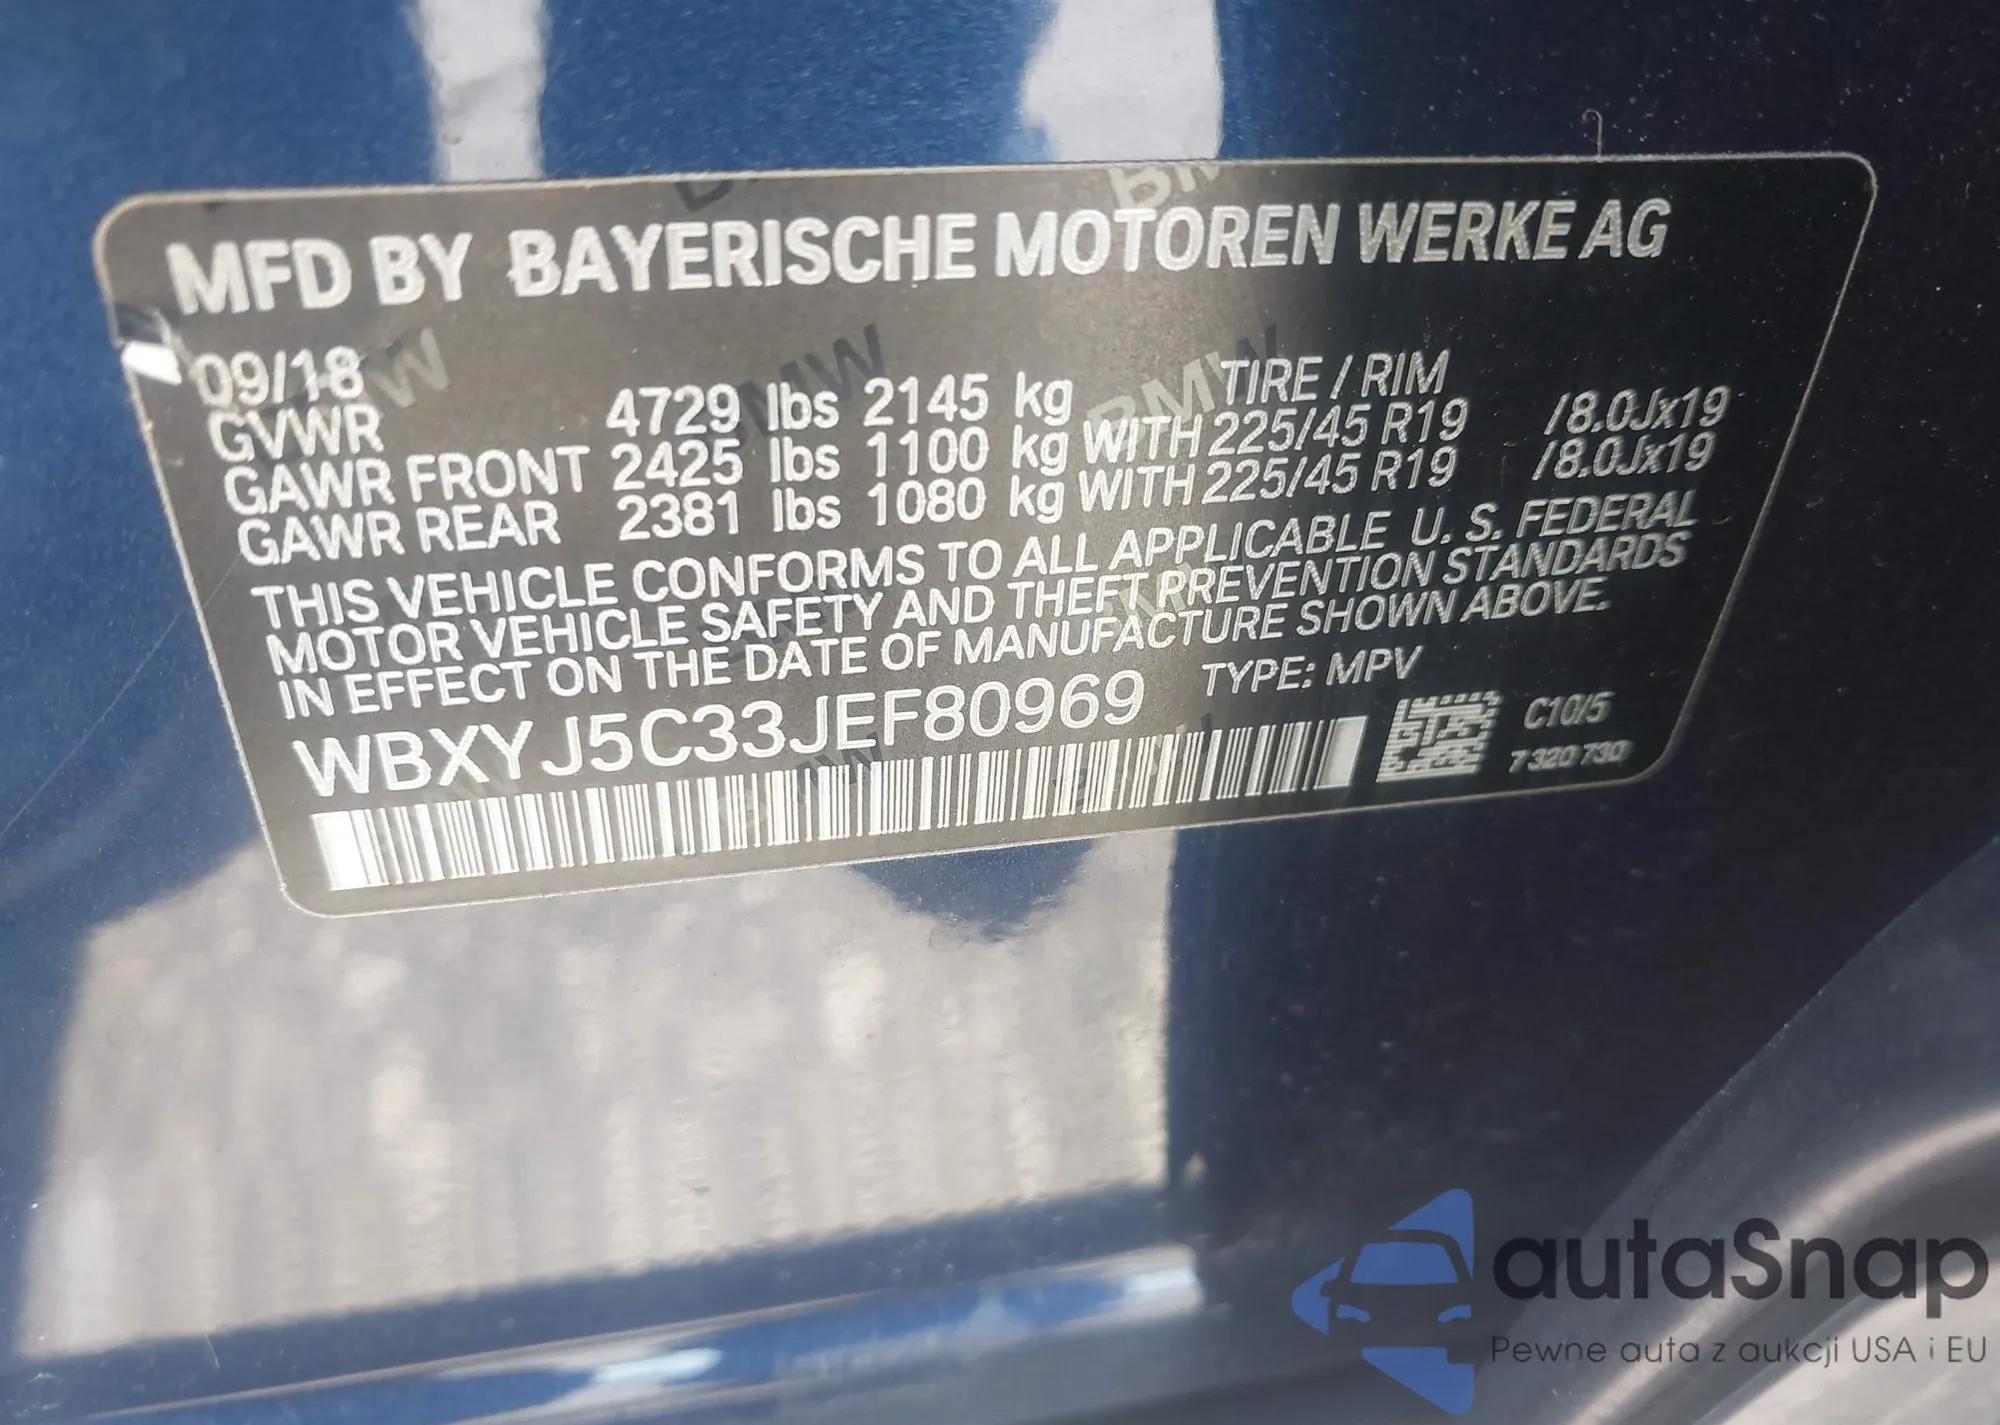 MFD BY BAYERISCHE MOTOREN WERKE AG
09/18 TIRE / RIM
GVWR 4729 lbs 2145 kg
GAWR FRONT 2425 lbs 1100 kg WITH 225/45 R19 /8.0Jx19
GAWR REAR 2381 lbs 1080 kg WITH 225/45 R19 /8.0Jx19
THIS VEHICLE CONFORMS TO ALL APPLICABLE U. S. FEDERAL
MOTOR VEHICLE SAFETY AND THEFT PREVENTION STANDARDS
IN EFFECT ON THE DATE OF MANUFACTURE SHOWN ABOVE.
WBXYJ5C33JEF80969 TYPE: MPV
C10/5
7 320 730
autaSnap
Pewne auta z aukcji USA i EU